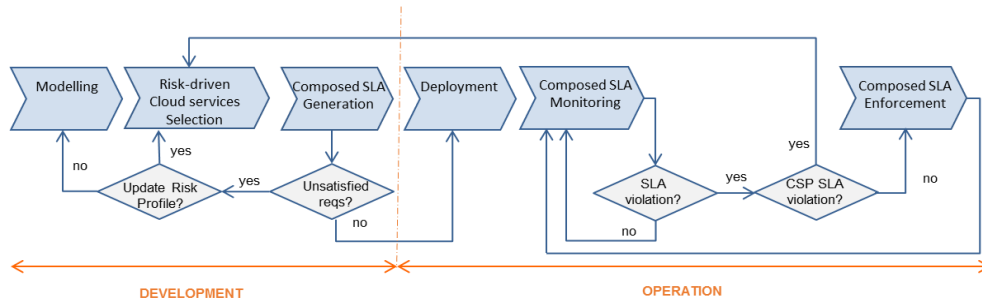 Modelling
Risk-driven
Cloud services
Selection
Composed SLA
Generation
Deployment
Composed SLA
Monitoring
Composed SLA
Enforcement
no
yes
Update Risk
Profile?
yes
Unsatisfied
reqs?
no
SLA
violation?
no
yes
CSP SLA
violation?
yes
no
DEVELOPMENT
OPERATION